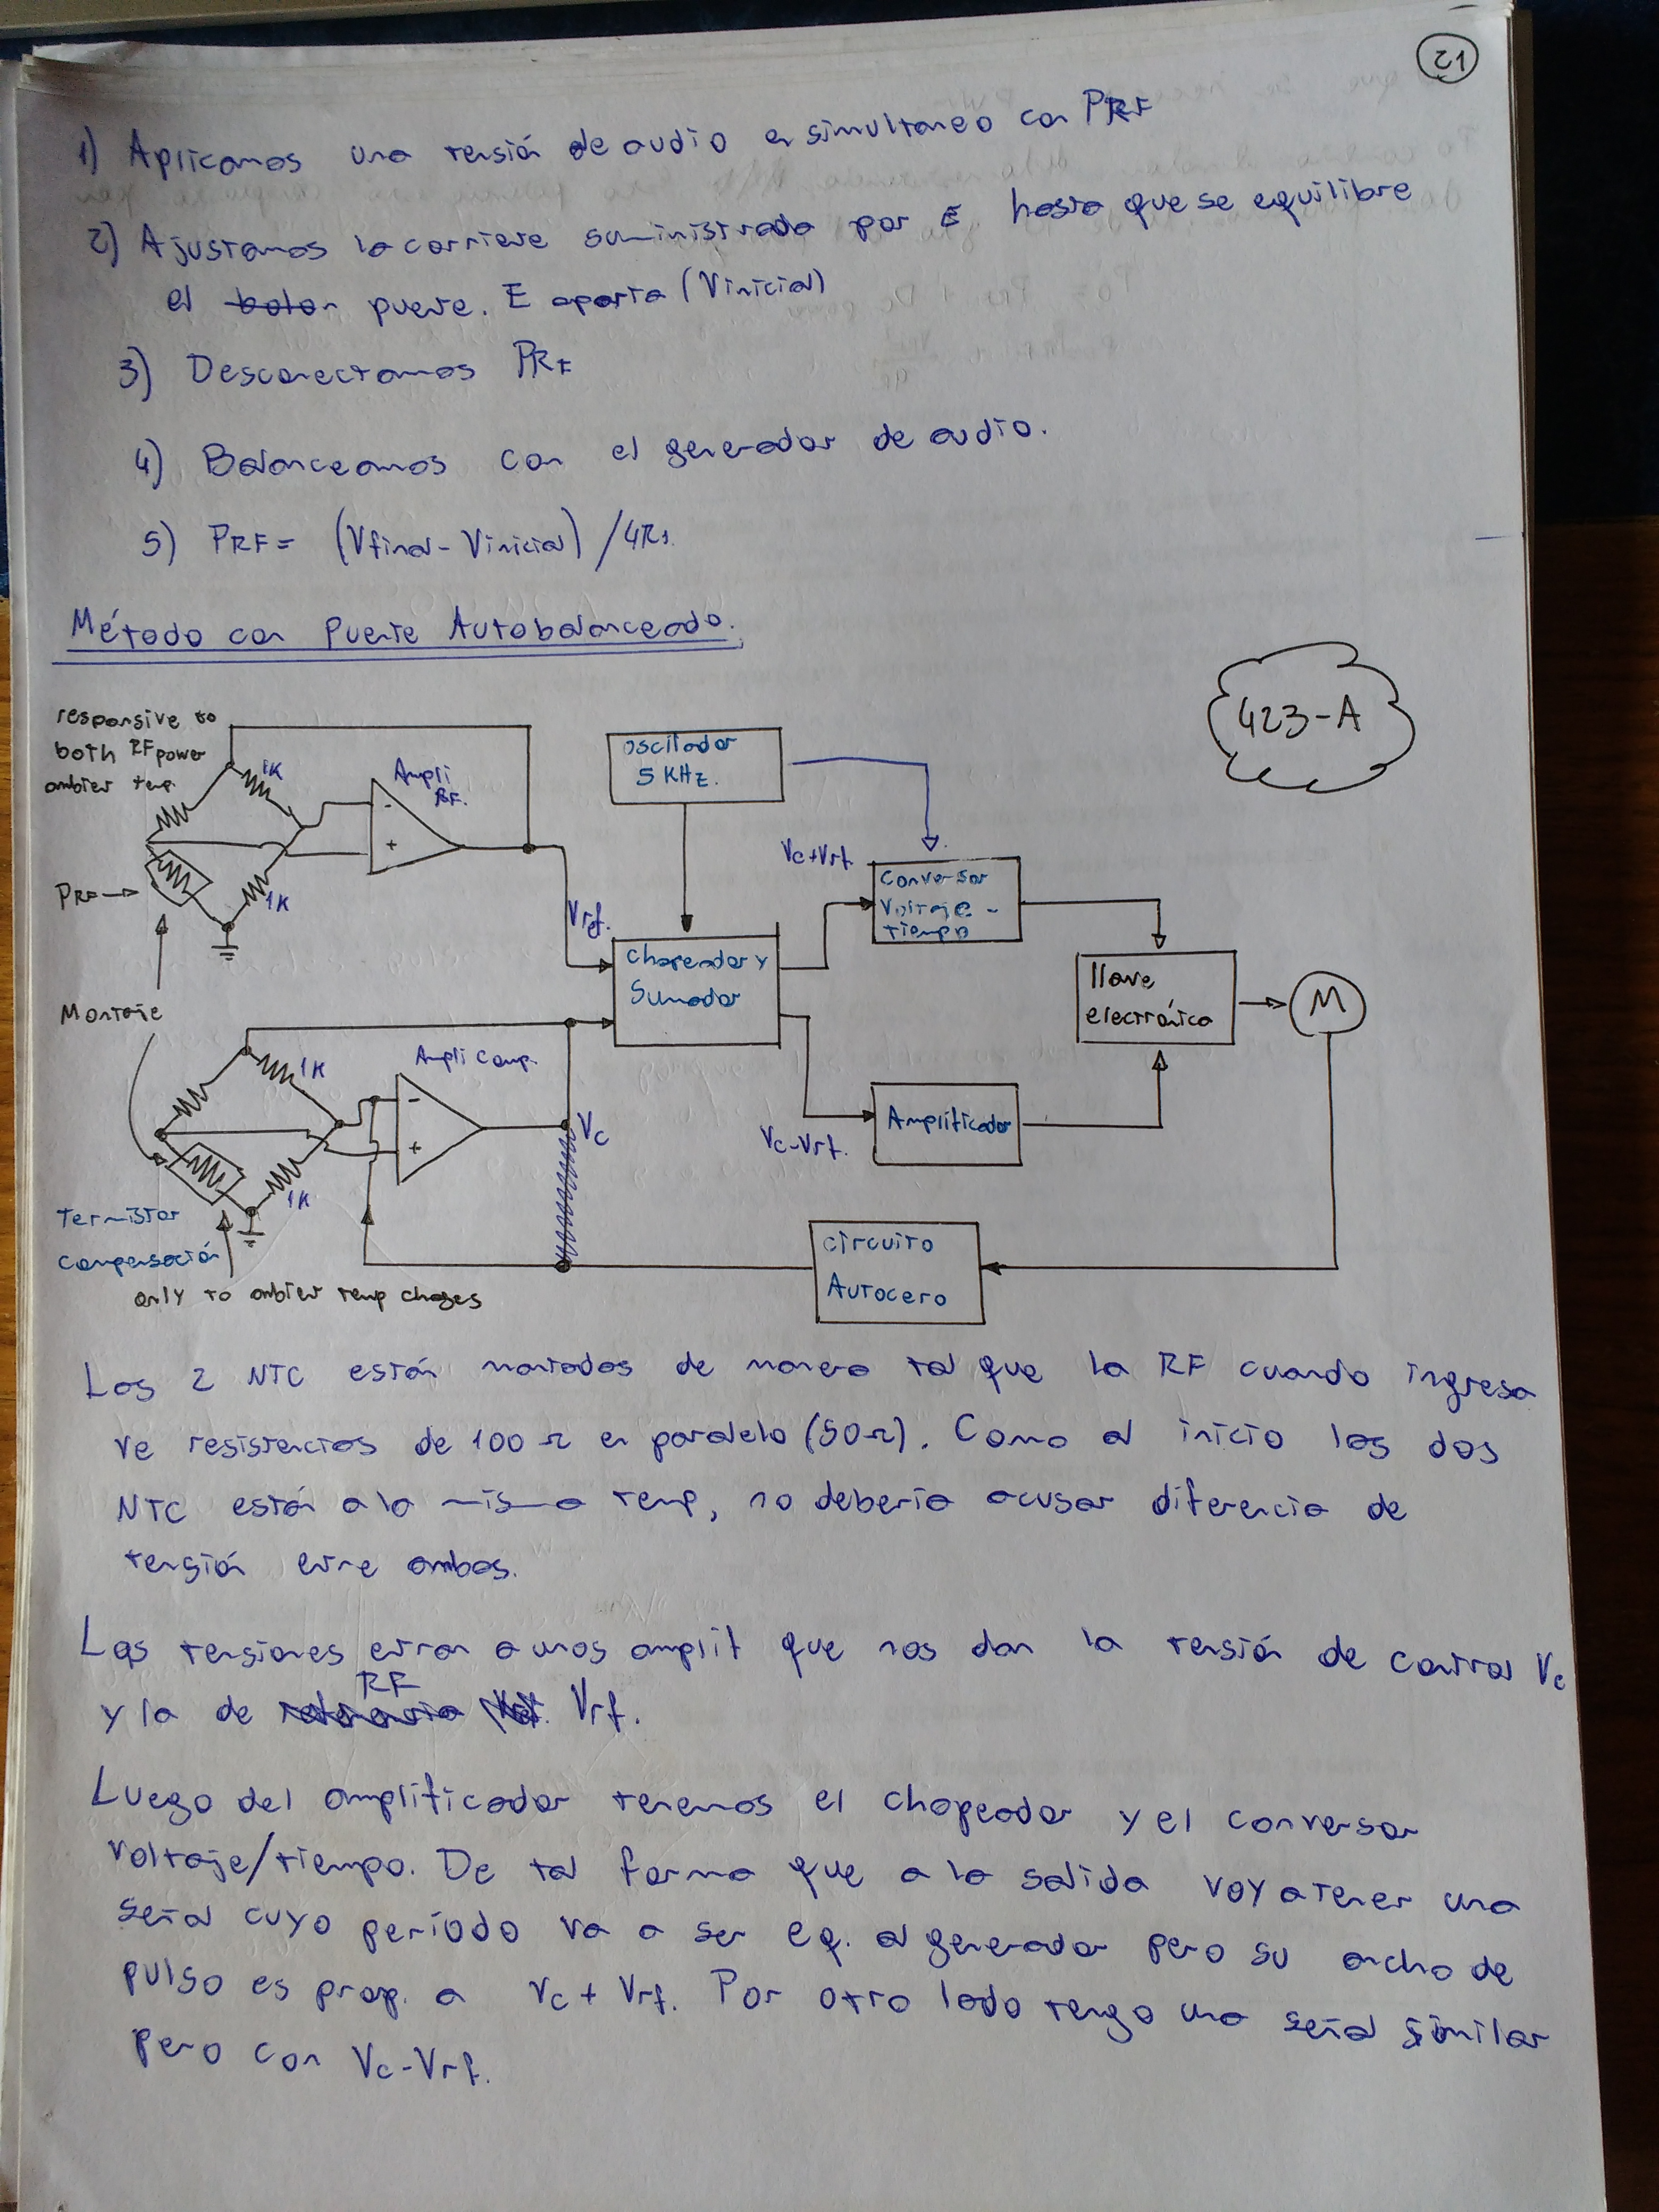 21
1) Aplicamos una tensión de audio en simultaneo con PRF
2) Ajustamos la corriente suministrada por E hasta que se equilibre
el puente. E aporta (Vinicial)
3) Desconectamos PRF
4) Balanceamos con el generador de audio.
5) PRF = (Vfinal - Vinicial) / 4R1
Método con Puente Autobalanceado.
423-A
responsive to
both RF power
ambient temp.
1K
Ampli
RF.
oscilador
5 KHz.
Vc+Vrf.
Conversor
Voltaje -
tiempo
PRF
1K
Vref.
Chopeador y
Sumador
llave
electrónica
M
Montaje
1K
Ampli Comp.
Vc
Vc-Vrf.
Amplificador
1K
Termistor
compensación
only to ambient temp changes
Circuito
Autocero
Los 2 NTC están montados de manera tal que la RF cuando ingresa
ve resistencias de 100 Ω en paralelo (50Ω). Como al inicio los dos
NTC están a la misma temp, no debería acusar diferencia de
tensión entre ambos.
Las tensiones entran a unos amplif que nos dan la tensión de control Vc
y la de RF Vrf.
Luego del amplificador tenemos el chopeador y el conversor
voltaje/tiempo. De tal forma que a la salida voy a tener una
señal cuyo período va a ser eq. al generador pero su ancho de
pulso es prop. a Vc + Vrf. Por otro lado tengo una señal similar
pero con Vc-Vrf.